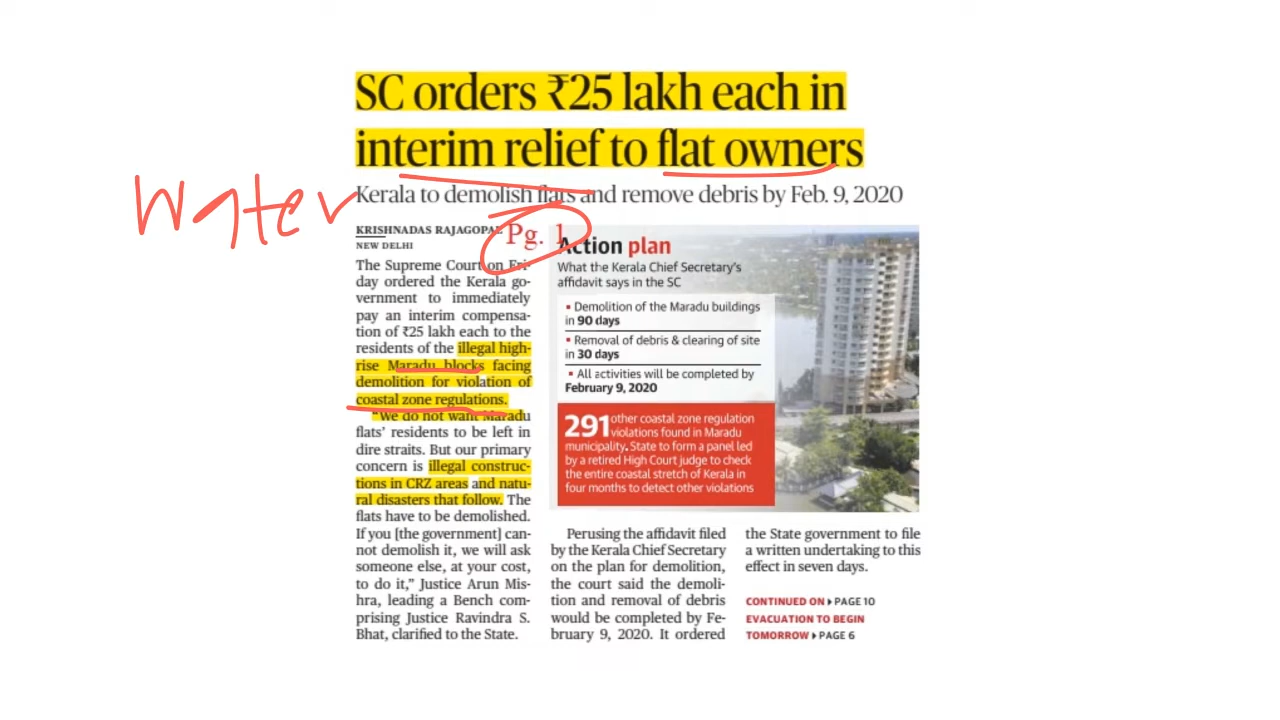 SC orders ₹25 lakh each in
interim relief to flat owners
Water
Kerala to demolish flats and remove debris by Feb. 9, 2020
KRISHNADAS RAJAGOPAL
NEW DELHI
Pg. 1
The Supreme Court on Fri-
day ordered the Kerala go-
vernment to immediately
pay an interim compensa-
tion of ₹25 lakh each to the
residents of the illegal high-
rise Maradu blocks facing
demolition for violation of
coastal zone regulations.
“We do not want Maradu
flats’ residents to be left in
dire straits. But our primary
concern is illegal construc-
tions in CRZ areas and natu-
ral disasters that follow. The
flats have to be demolished.
If you [the government] can-
not demolish it, we will ask
someone else, at your cost,
to do it,” Justice Arun Mis-
hra, leading a Bench com-
prising Justice Ravindra S.
Bhat, clarified to the State.
Action plan
What the Kerala Chief Secretary’s
affidavit says in the SC
▪ Demolition of the Maradu buildings
in 90 days
▪ Removal of debris & clearing of site
in 30 days
▪ All activities will be completed by
February 9, 2020
291 other coastal zone regulation
violations found in Maradu
municipality. State to form a panel led
by a retired High Court judge to check
the entire coastal stretch of Kerala in
four months to detect other violations
Perusing the affidavit filed
by the Kerala Chief Secretary
on the plan for demolition,
the court said the demoli-
tion and removal of debris
would be completed by Fe-
bruary 9, 2020. It ordered
the State government to file
a written undertaking to this
effect in seven days.
CONTINUED ON ▸ PAGE 10
EVACUATION TO BEGIN
TOMORROW ▸ PAGE 6